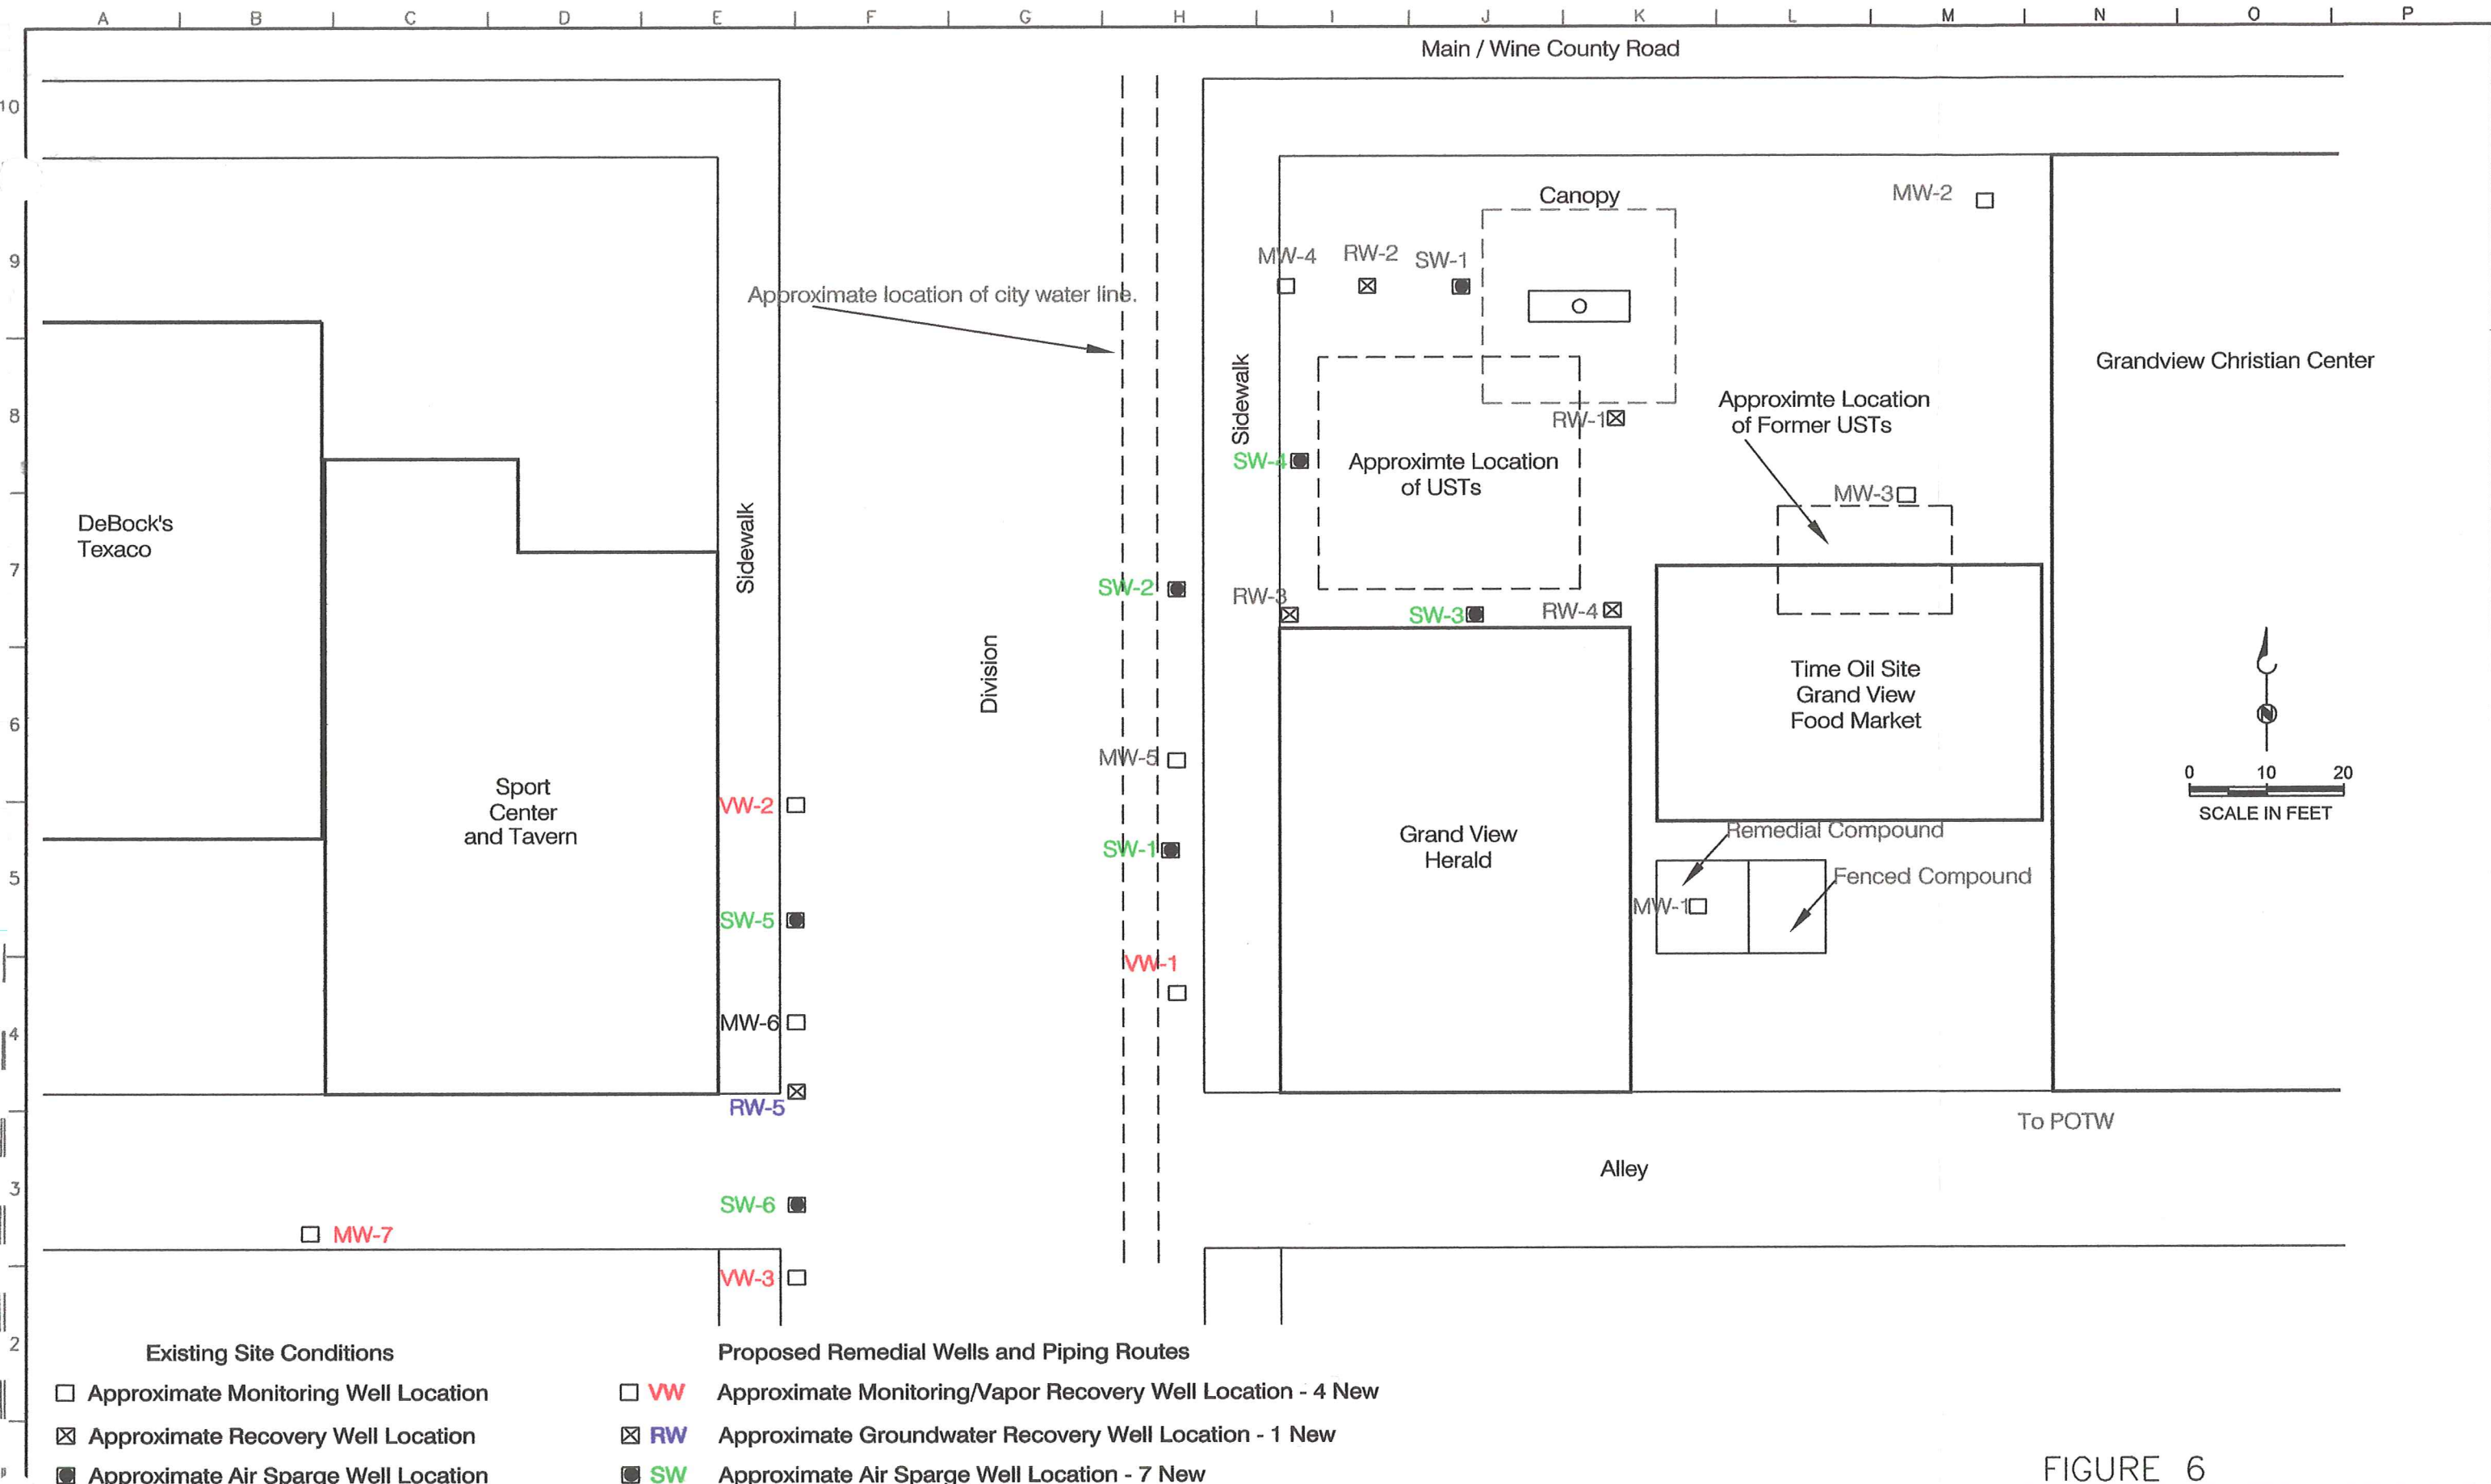 A B C D E F G H I J K L M N O P
Main / Wine County Road
10
Canopy
MW-2
MW-4
RW-2
SW-1
9
Approximate location of city water line.
Sidewalk
Grandview Christian Center
Approximte Location
of Former USTs
8
RW-1
SW-4
Approximte Location
of USTs
MW-3
DeBock's
Texaco
Sidewalk
7
SW-2
RW-3
SW-3
RW-4
Division
Time Oil Site
Grand View
Food Market
6
N
MW-5
0 10 20
SCALE IN FEET
Sport
Center
and Tavern
VW-2
Grand View
Herald
Remedial Compound
SW-1
5
Fenced Compound
MW-1
SW-5
VW-1
MW-6
4
RW-5
To POTW
Alley
3
SW-6
MW-7
VW-3
2
Existing Site Conditions
Approximate Monitoring Well Location
Approximate Recovery Well Location
Approximate Air Sparge Well Location
Proposed Remedial Wells and Piping Routes
VW Approximate Monitoring/Vapor Recovery Well Location - 4 New
RW Approximate Groundwater Recovery Well Location - 1 New
SW Approximate Air Sparge Well Location - 7 New
FIGURE 6